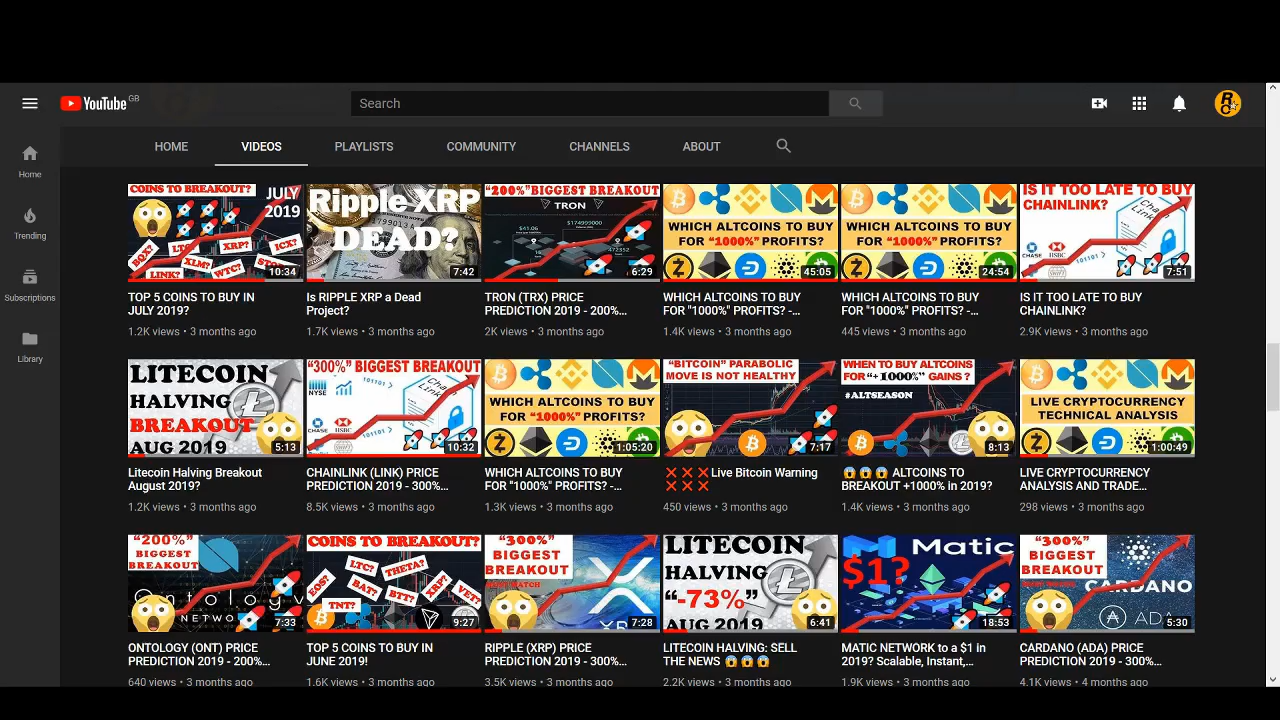 YouTube GB
Search
HOME VIDEOS PLAYLISTS COMMUNITY CHANNELS ABOUT
Home
Trending
Subscriptions
Library
COINS TO BREAKOUT?
JULY
2019
BQX? LTC XRP? ICX?
LINK? XLM? WTC?
10:34
TOP 5 COINS TO BUY IN
JULY 2019?
1.2K views • 3 months ago
Ripple XRP
DEAD?
7:42
Is RIPPLE XRP a Dead
Project?
1.7K views • 3 months ago
"200%" BIGGEST BREAKOUT
TRON
$41.06
$174999000
6:29
TRON (TRX) PRICE
PREDICTION 2019 - 200%...
2K views • 3 months ago
WHICH ALTCOINS TO BUY
FOR "1000%" PROFITS?
45:05
WHICH ALTCOINS TO BUY
FOR "1000%" PROFITS? -...
1.4K views • 3 months ago
WHICH ALTCOINS TO BUY
FOR "1000%" PROFITS?
24:54
WHICH ALTCOINS TO BUY
FOR "1000%" PROFITS? -...
445 views • 3 months ago
IS IT TOO LATE TO BUY
CHAINLINK?
CHASE HSBC
101101
7:51
IS IT TOO LATE TO BUY
CHAINLINK?
2.9K views • 3 months ago
LITECOIN
HALVING
BREAKOUT
AUG 2019
5:13
Litecoin Halving Breakout
August 2019?
1.2K views • 3 months ago
"300%" BIGGEST BREAKOUT
NYSE
101101
CHASE HSBC
10:32
CHAINLINK (LINK) PRICE
PREDICTION 2019 - 300%...
8.5K views • 3 months ago
WHICH ALTCOINS TO BUY
FOR "1000%" PROFITS?
1:05:20
WHICH ALTCOINS TO BUY
FOR "1000%" PROFITS? -...
1.3K views • 3 months ago
"BITCOIN" PARABOLIC
MOVE IS NOT HEALTHY
7:17
❌❌❌Live Bitcoin Warning
❌❌❌
450 views • 3 months ago
WHEN TO BUY ALTCOINS
FOR "+1000%" GAINS ?
#ALTSEASON
8:13
😱😱😱 ALTCOINS TO
BREAKOUT +1000% in 2019?
1.4K views • 3 months ago
LIVE CRYPTOCURRENCY
TECHNICAL ANALYSIS
1:00:49
LIVE CRYPTOCURRENCY
ANALYSIS AND TRADE...
298 views • 3 months ago
"200%"
BIGGEST
BREAKOUT
Ontology
NETWORK
7:33
ONTOLOGY (ONT) PRICE
PREDICTION 2019 - 200%...
640 views • 3 months ago
COINS TO BREAKOUT?
LTC? THETA?
EOS? BAT? XRP?
TNT? BTT? VET?
9:27
TOP 5 COINS TO BUY IN
JUNE 2019!
1.6K views • 3 months ago
"300%"
BIGGEST
BREAKOUT
7:28
RIPPLE (XRP) PRICE
PREDICTION 2019 - 300%...
3.5K views • 3 months ago
LITECOIN
HALVING
"-73%"
AUG 2019
6:41
LITECOIN HALVING: SELL
THE NEWS 😱😱😱
2.2K views • 3 months ago
Matic
$1?
18:53
MATIC NETWORK to a $1 in
2019? Scalable, Instant,...
1.9K views • 3 months ago
"300%"
BIGGEST
BREAKOUT
CARDANO
ADA
5:30
CARDANO (ADA) PRICE
PREDICTION 2019 - 300%...
4.1K views • 4 months ago